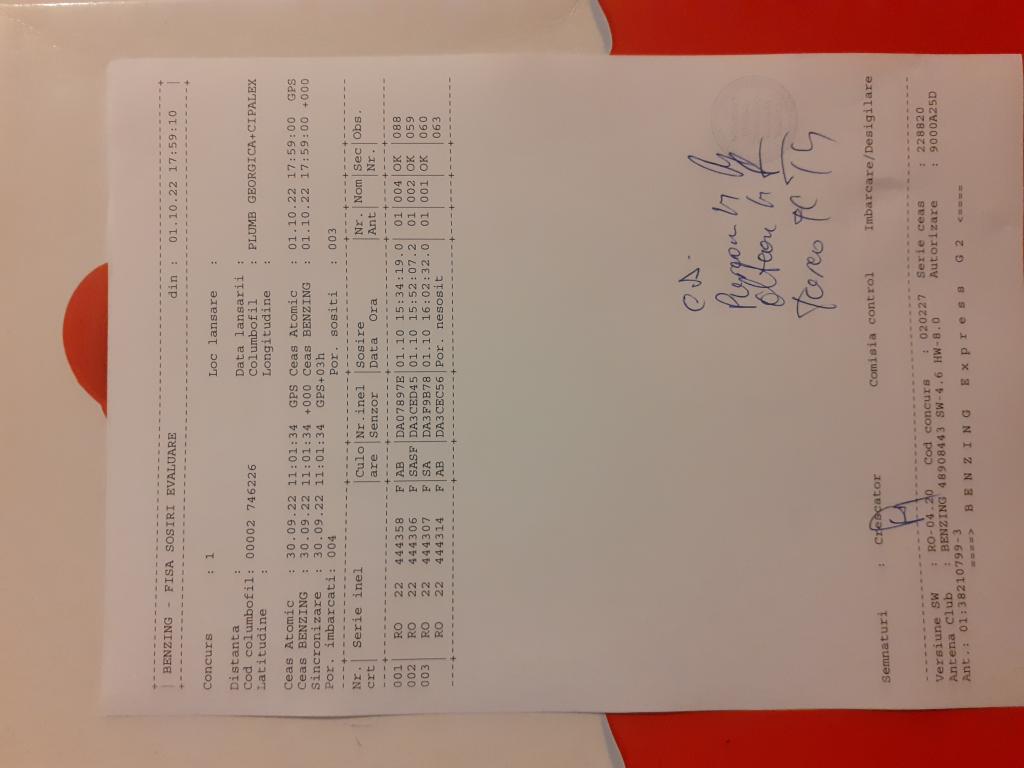 +-----------------------------------------------------------------------------+
| BENZING - FISA SOSIRI EVALUARE din : 01.10.22 17:59:10 |
+-----------------------------------------------------------------------------+
Concurs : 1 Loc lansare :
Distanta : Data lansarii :
Cod columbofil: 00002 746226 Columbofil : PLUMB GEORGICA+CIPALEX
Latitudine : Longitudine :
Ceas Atomic : 30.09.22 11:01:34 GPS Ceas Atomic : 01.10.22 17:59:00 GPS
Ceas BENZING : 30.09.22 11:01:34 +000 Ceas BENZING : 01.10.22 17:59:00 +000
Sincronizare : 30.09.22 11:01:34 GPS+03h
Por. imbarcati: 004 Por. sositi : 003
Nr. | Serie inel |Culo|Nr.inel |Sosire |Nr. |Nom|Sec|Obs.
crt | |are |Senzor |Data Ora |Ant | |Nr.|
001 | RO 22 444358 F|AB |DA07897E|01.10 15:34:19.0| 01|004|OK |088
002 | RO 22 444306 F|SASF|DA3CED45|01.10 15:52:07.2| 01|002|OK |059
003 | RO 22 444307 F|SA |DA3F9B78|01.10 16:02:32.0| 01|001|OK |060
| RO 22 444314 F|AB |DA3CEC56|Por. nesosit | | | |063
Semnaturi : Crescator Comisia control Imbarcare/Desigilare
Versiune SW : RO-04.20 Cod concurs : 020227 Serie ceas : 228820
Antena Club : BENZING 48908443 SW-4.6 HW-8.0 Autorizare : 9000A25D
Ant.: 01:38210799-3
====> B E N Z I N G E x p r e s s G 2 <====